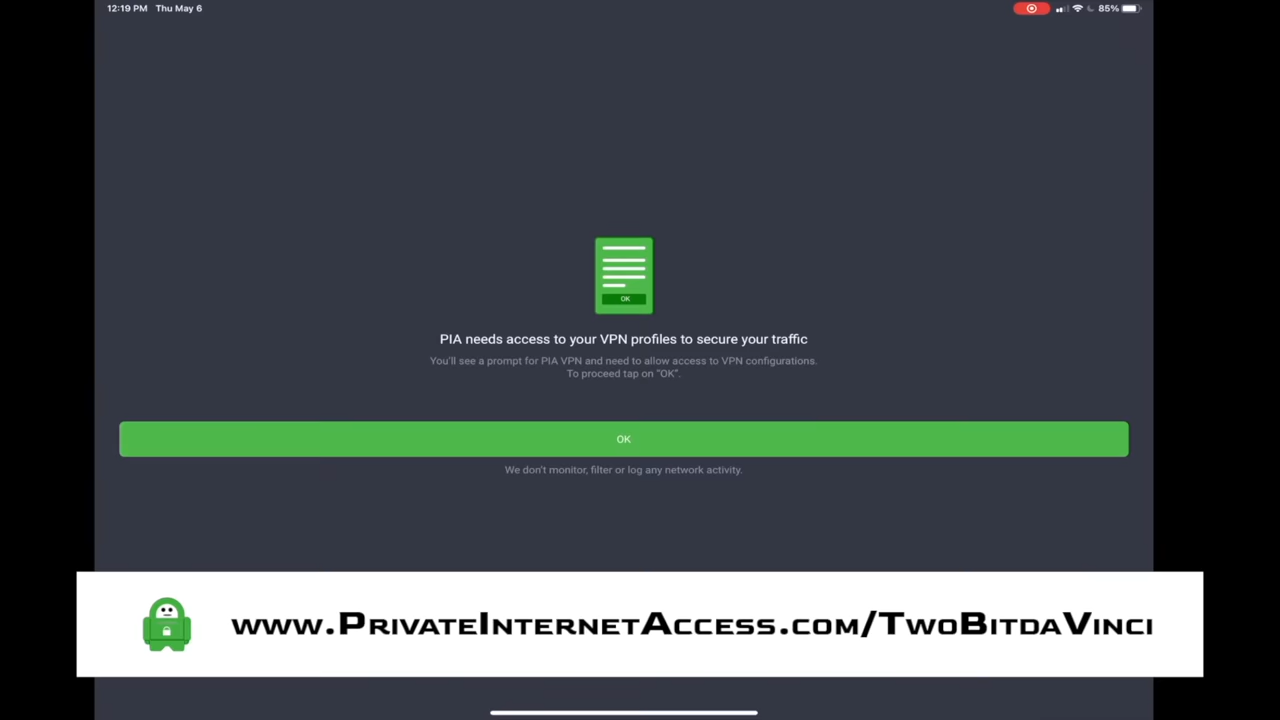 12:19 PM Thu May 6
85%
OK
PIA needs access to your VPN profiles to secure your traffic
You'll see a prompt for PIA VPN and need to allow access to VPN configurations.
To proceed tap on “OK”.
OK
We don't monitor, filter or log any network activity.
www.PrivateInternetAccess.com/TwoBitdaVinci